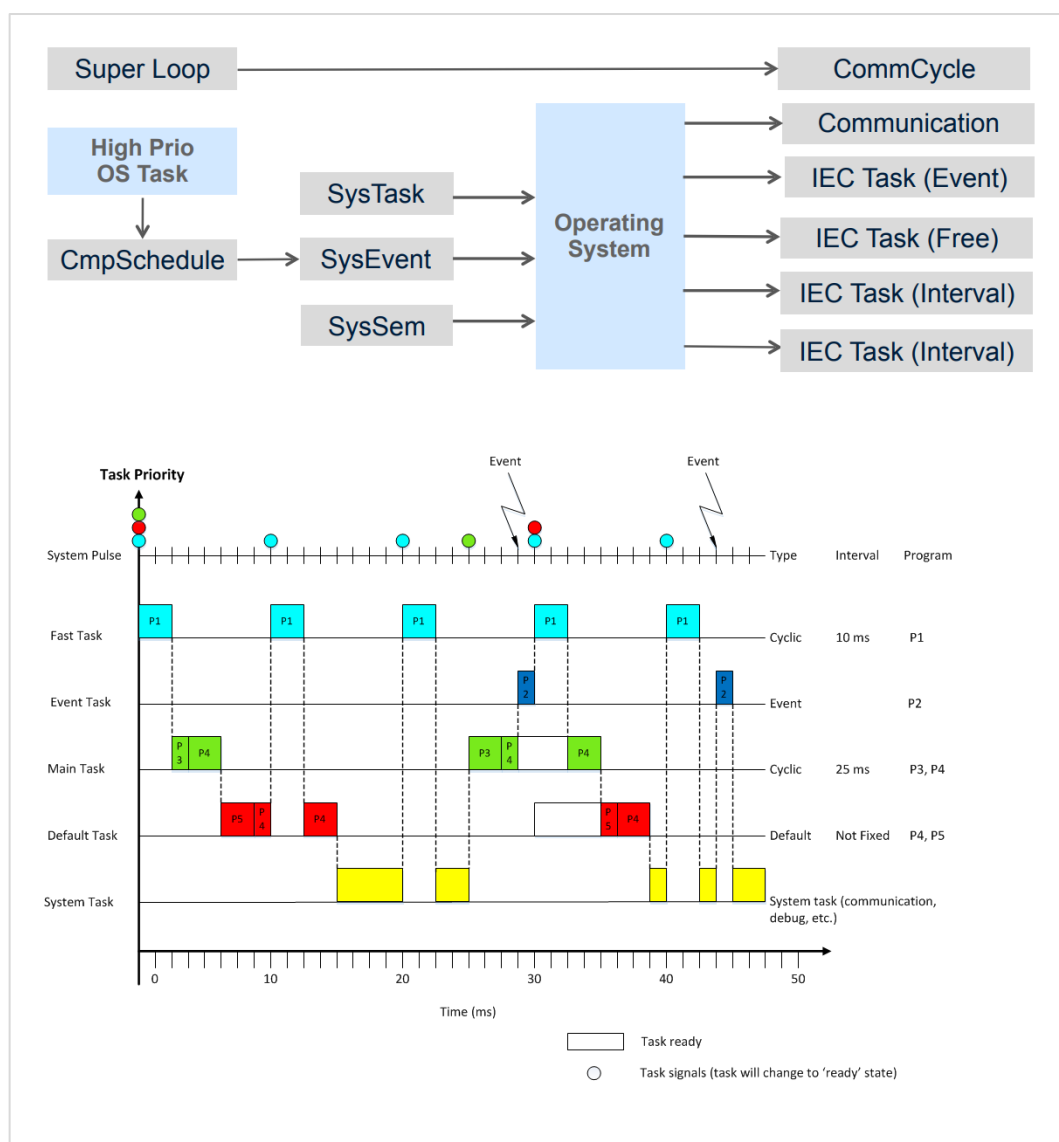 Super Loop
CommCycle
High Prio
OS Task
Communication
SysTask
IEC Task (Event)
Operating
System
IEC Task (Free)
CmpSchedule
SysEvent
IEC Task (Interval)
SysSem
IEC Task (Interval)
Event
Event
Task Priority
System Pulse
Type
Interval
Program
P1
P1
P1
P1
P1
Fast Task
Cyclic
10 ms
P1
P
2
P
2
Event Task
Event
P2
P
3
P4
P3
P
4
P4
Main Task
Cyclic
25 ms
P3, P4
P5
P
4
P4
P
5
P4
Default Task
Default
Not Fixed
P4, P5
System Task
System task (communication,
debug, etc.)
0
10
20
30
40
50
Time (ms)
Task ready
Task signals (task will change to ‘ready’ state)